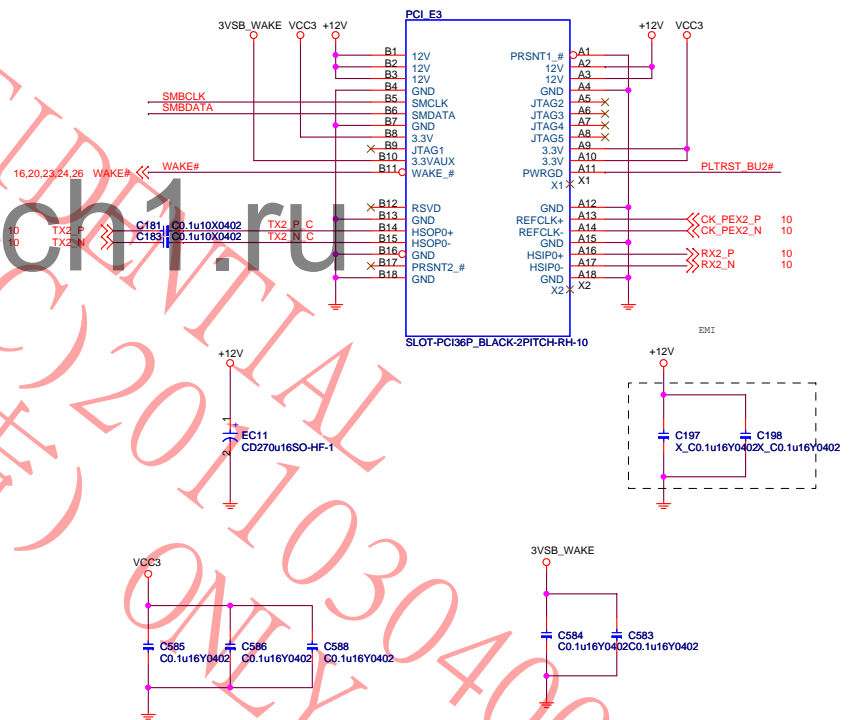 PCI_E3
3VSB_WAKE VCC3 +12V
+12V VCC3
B1 12V PRSNT1_# A1
B2 12V 12V A2
B3 12V 12V A3
B4 GND GND A4
SMBCLK B5 SMCLK JTAG2 A5
SMBDATA B6 SMDATA JTAG3 A6
B7 GND JTAG4 A7
B8 3.3V JTAG5 A8
B9 JTAG1 3.3V A9
B10 3.3VAUX 3.3V A10
16,20,23,24,26 WAKE# WAKE# B11 WAKE_# PWRGD A11 PLTRST_BU2#
X1 X1
B12 RSVD GND A12
B13 GND REFCLK+ A13 CK_PEX2_P 10
10 TX2_P C181 C0.1u10X0402 TX2_P_C B14 HSOP0+ REFCLK- A14 CK_PEX2_N 10
10 TX2_N C183 C0.1u10X0402 TX2_N_C B15 HSOP0- GND A15
B16 GND HSIP0+ A16 RX2_P 10
B17 PRSNT2_# HSIP0- A17 RX2_N 10
B18 GND GND A18
X2 X2
SLOT-PCI36P_BLACK-2PITCH-RH-10
ch1.ru
EMI
+12V
1
+
EC11
CD270u16SO-HF-1
2
+12V
C197 C198
X_C0.1u16Y0402 X_C0.1u16Y0402
VCC3
C585 C586 C588
C0.1u16Y0402 C0.1u16Y0402 C0.1u16Y0402
3VSB_WAKE
C584 C583
C0.1u16Y0402 C0.1u16Y0402
TIDENTIAL
C)2011030400
ONLY